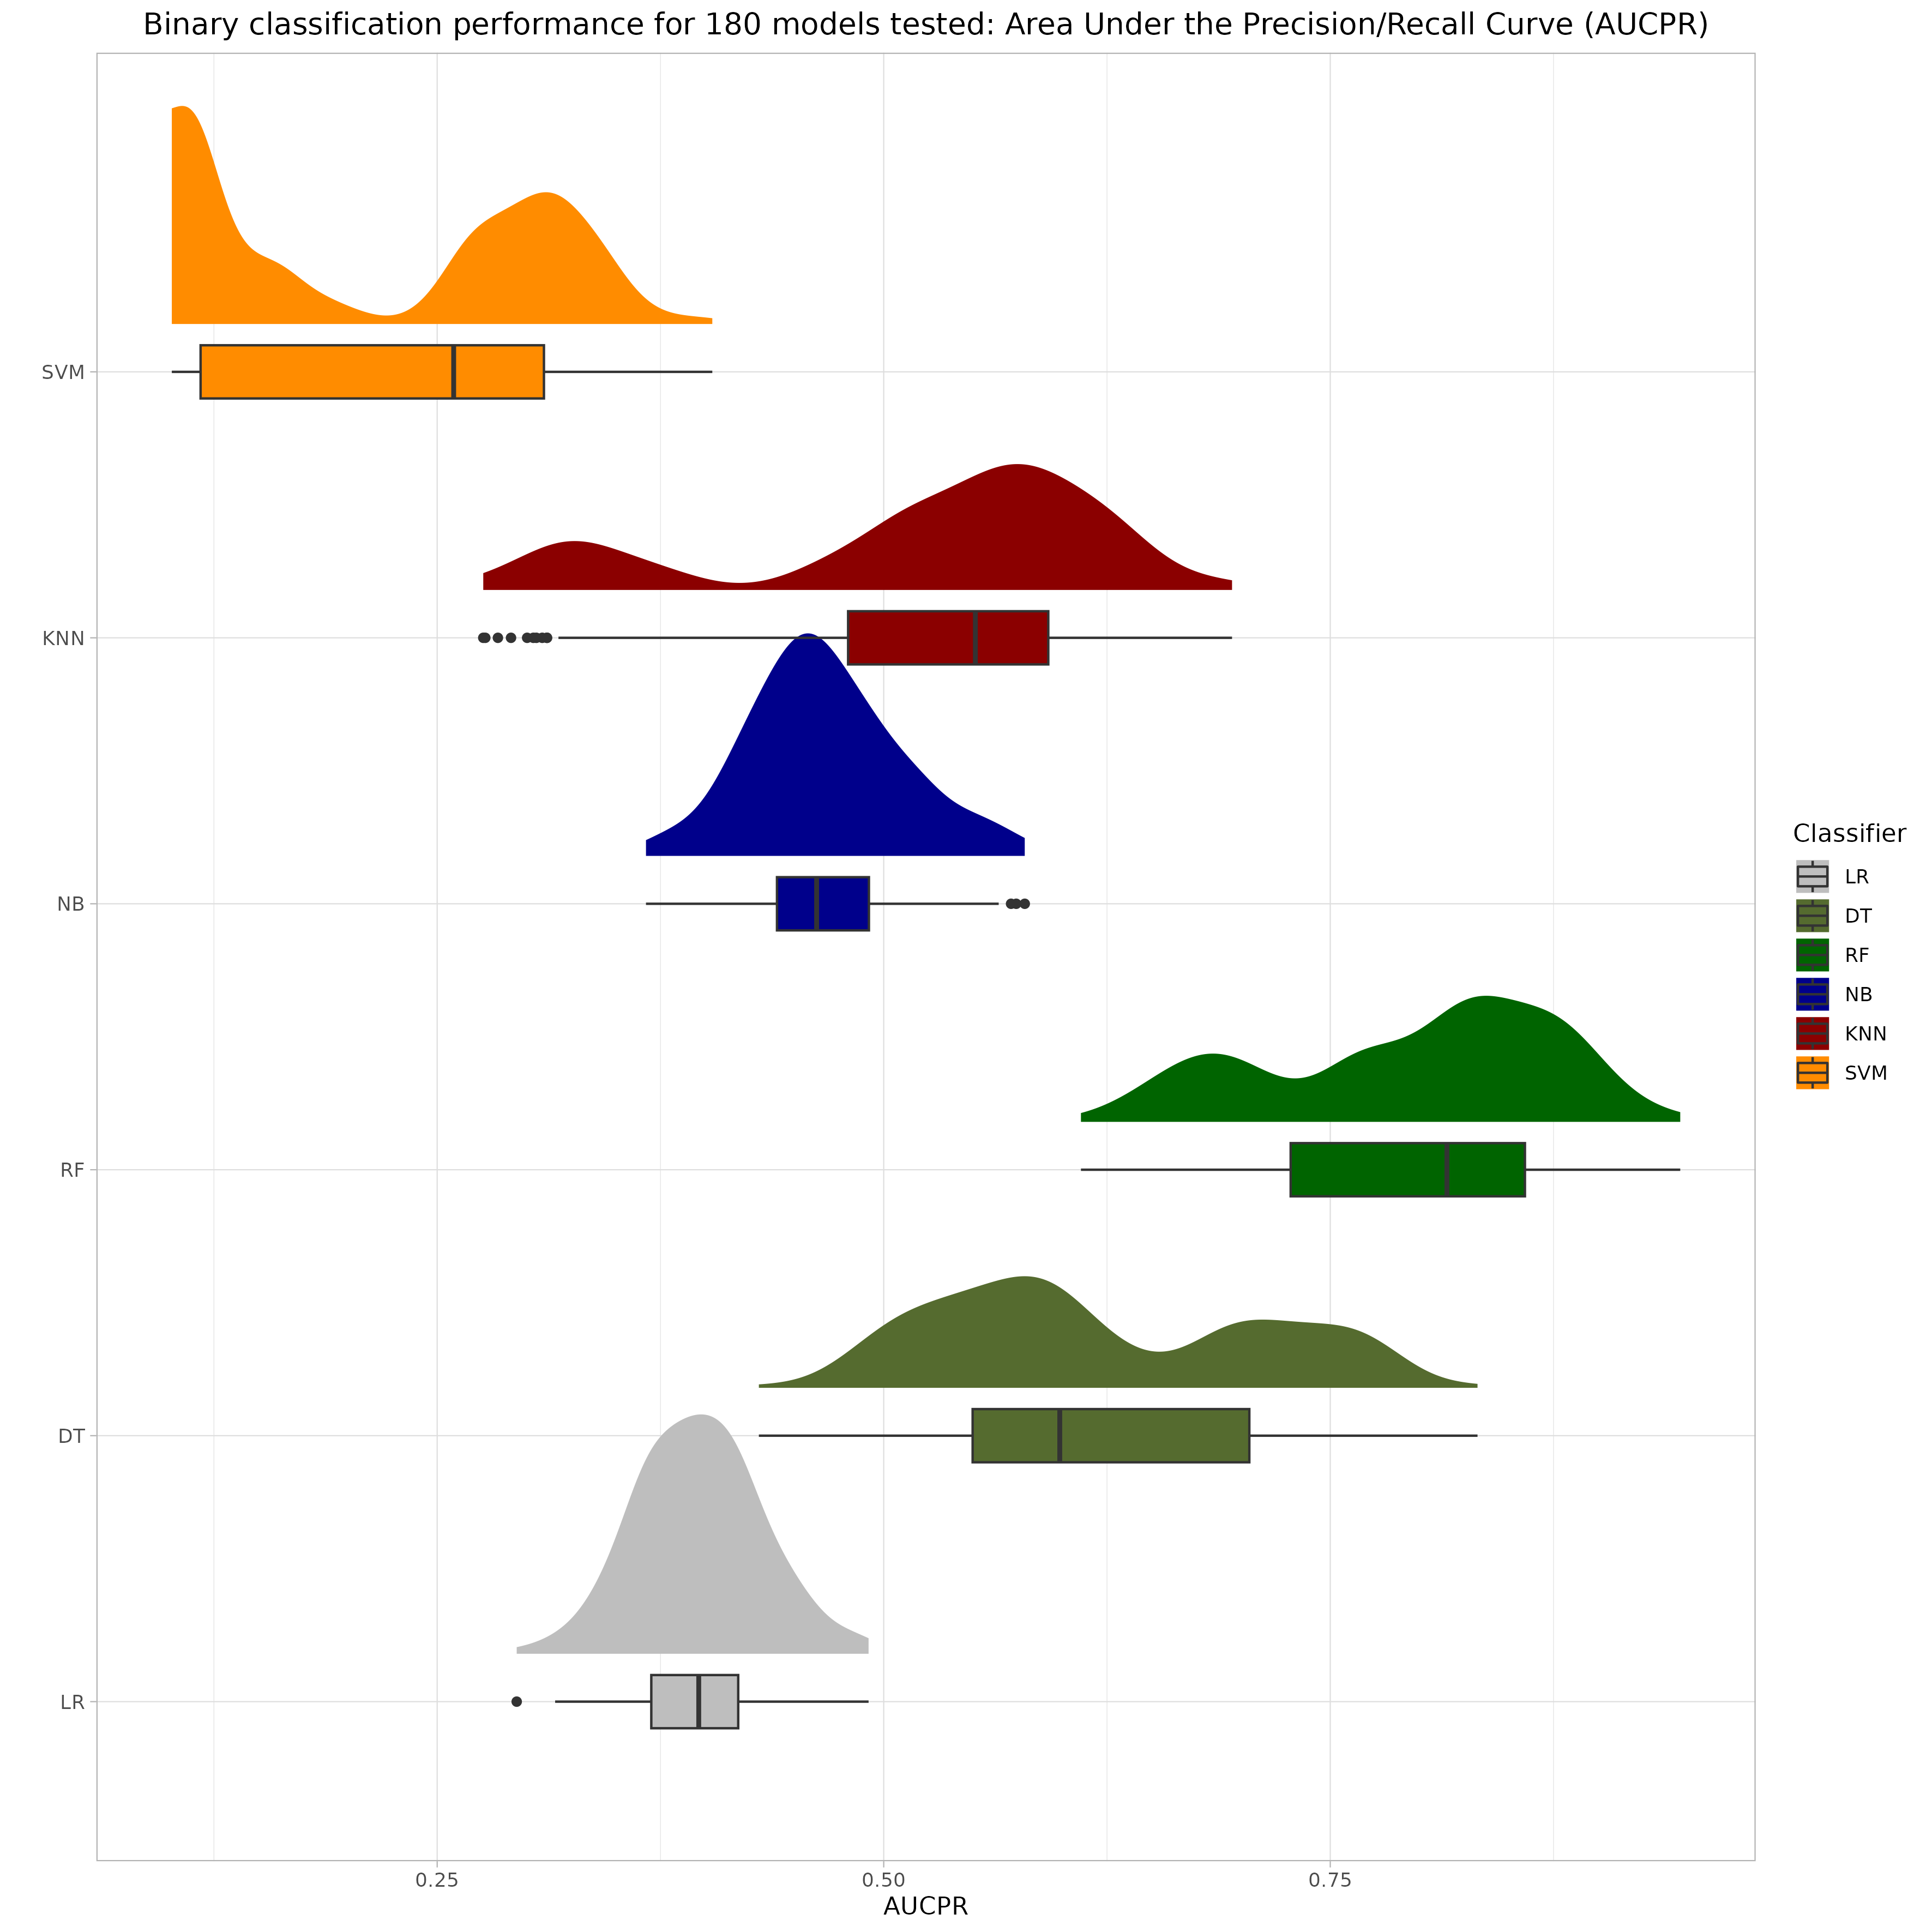 Binary classification performance for 180 models tested: Area Under the Precision/Recall Curve (AUCPR)
SVM
KNN
NB
RF
DT
LR
0.25 0.50 0.75
AUCPR
Classifier
LR
DT
RF
NB
KNN
SVM